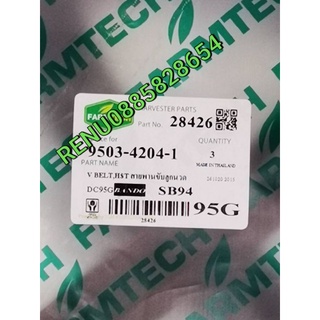 FARMTECH
HARVESTER PARTS
Part No. 28426
RENU0885828654
9503-4204-1
QUANTITY
3
PART NAME
MADE IN THAILAND
V BELT,HST สายพานขับลูกนวด
DC95G BANDO SB94
95G
28426